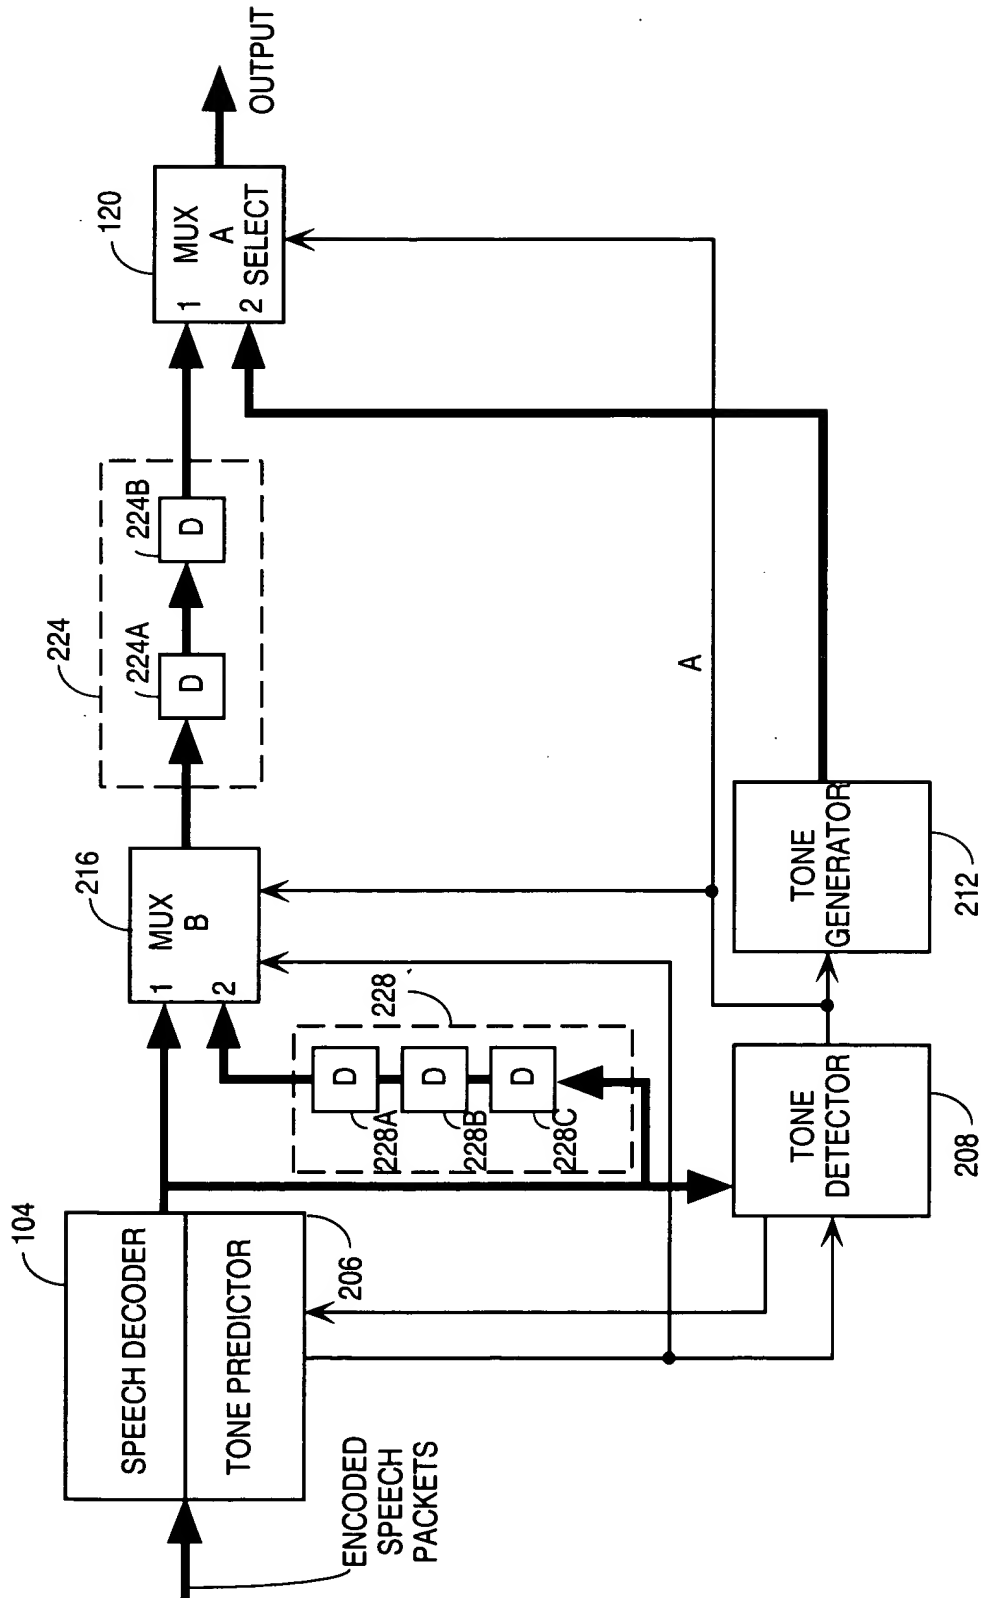 104
SPEECH DECODER
TONE PREDICTOR
206
ENCODED
SPEECH
PACKETS
216
1 MUX
B
2
228
D
D
D
228A
228B
228C
224
224A
D
224B
D
120
1 MUX
A
2 SELECT
OUTPUT
A
TONE
DETECTOR
208
TONE
GENERATOR
212